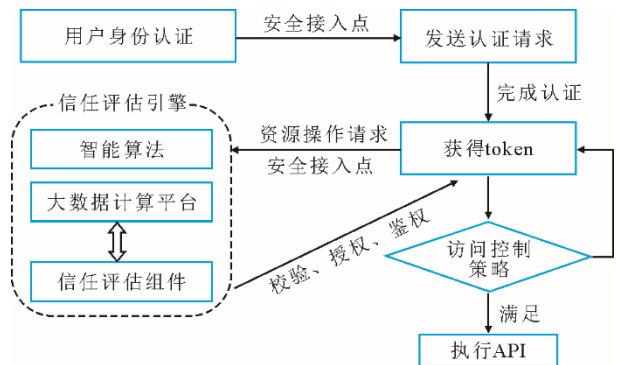 用户身份认证
安全接入点
发送认证请求
完成认证
信任评估引擎
智能算法
大数据计算平台
信任评估组件
资源操作请求
安全接入点
获得token
校验、授权、鉴权
访问控制
策略
满足
执行API